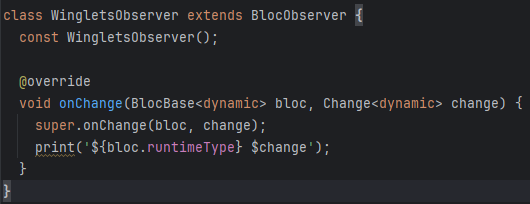 class WingletsObserver extends BlocObserver {
  const WingletsObserver();

  @override
  void onChange(BlocBase<dynamic> bloc, Change<dynamic> change) {
    super.onChange(bloc, change);
    print('${bloc.runtimeType} $change');
  }
}